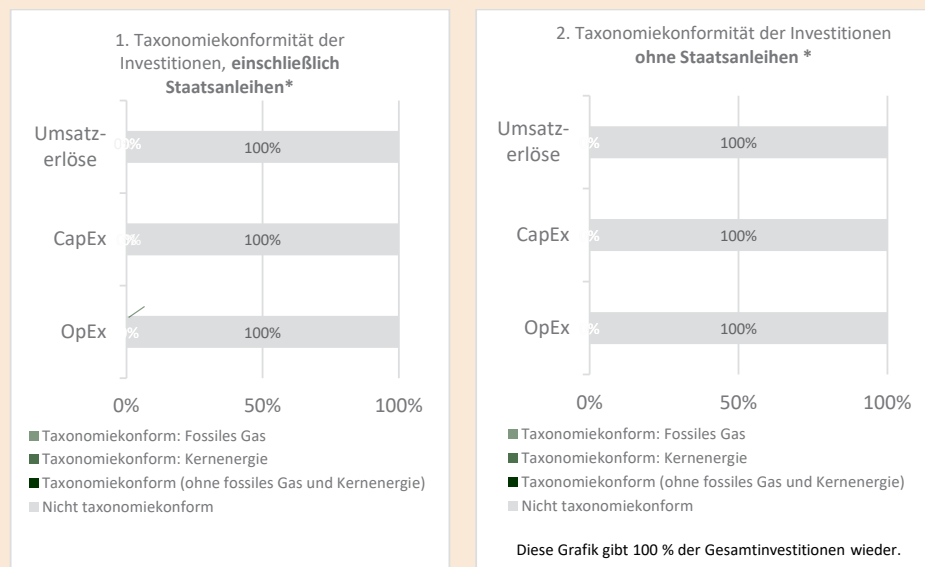 1. Taxonomiekonformität der
Investitionen, einschließlich
Staatsanleihen*
Umsatz-
erlöse
100%
CapEx
100%
OpEx
100%
0% 50% 100%
Taxonomiekonform: Fossiles Gas
Taxonomiekonform: Kernenergie
Taxonomiekonform (ohne fossiles Gas und Kernenergie)
Nicht taxonomiekonform
2. Taxonomiekonformität der Investitionen
ohne Staatsanleihen *
Umsatz-
erlöse
100%
CapEx
100%
OpEx
100%
0% 50% 100%
Taxonomiekonform: Fossiles Gas
Taxonomiekonform: Kernenergie
Taxonomiekonform (ohne fossiles Gas und Kernenergie)
Nicht taxonomiekonform
Diese Grafik gibt 100 % der Gesamtinvestitionen wieder.